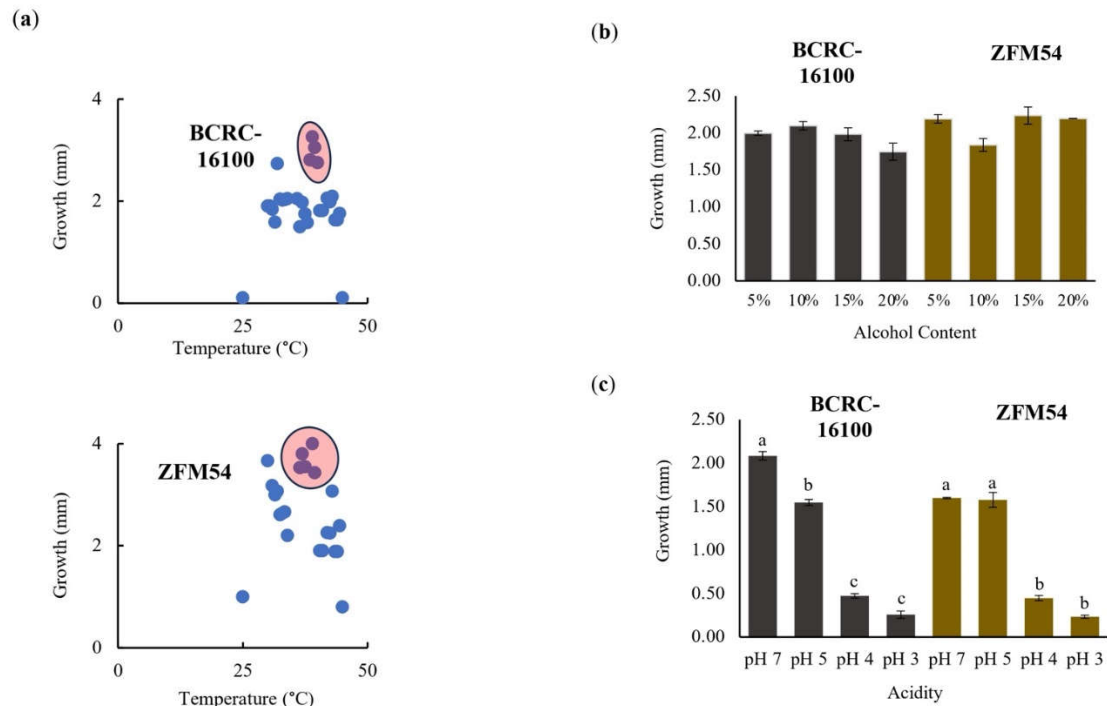 (a)
BCRC-
16100
Growth (mm)
4
2
0
0
25
50
Temperature (°C)
ZFM54
Growth (mm)
4
2
0
0
25
50
Temperature (°C)
(b)
BCRC-
16100
ZFM54
Growth (mm)
2.50
2.00
1.50
1.00
0.50
0.00
5% 10% 15% 20% 5% 10% 15% 20%
Alcohol Content
(c)
BCRC-
16100
ZFM54
Growth (mm)
2.50
2.00
1.50
1.00
0.50
0.00
a b c c a a b b
pH 7 pH 5 pH 4 pH 3 pH 7 pH 5 pH 4 pH 3
Acidity